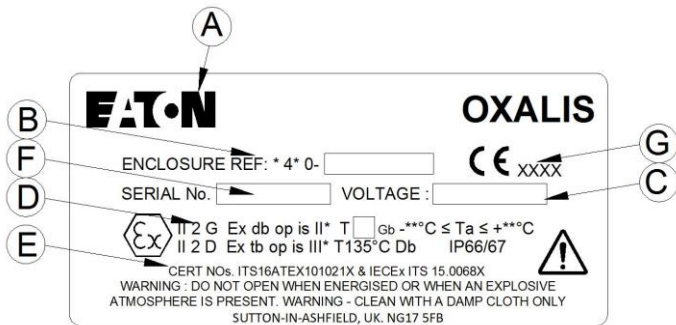 A
EATON OXALIS
B
ENCLOSURE REF: * 4* 0- CE XXXX G
F
SERIAL No. VOLTAGE : C
D
Ex II 2 G Ex db op is II* T Gb -**°C ≤ Ta ≤ +**°C
II 2 D Ex tb op is III* T135°C Db IP66/67
E
CERT NOs. ITS16ATEX101021X & IECEx ITS 15.0068X
WARNING : DO NOT OPEN WHEN ENERGISED OR WHEN AN EXPLOSIVE
ATMOSPHERE IS PRESENT. WARNING - CLEAN WITH A DAMP CLOTH ONLY
SUTTON-IN-ASHFIELD, UK. NG17 5FB